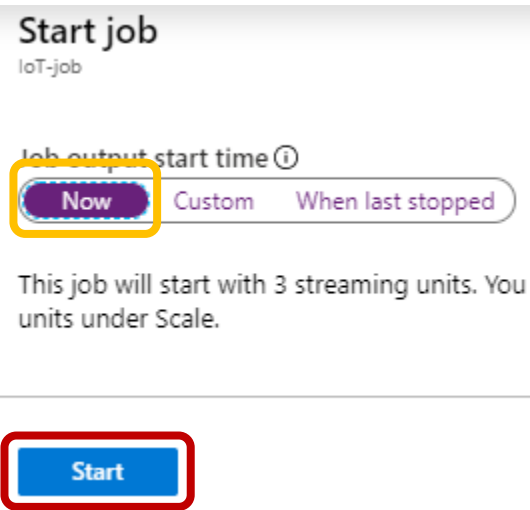 Start job
IoT-job
Job output start time
Now Custom When last stopped
This job will start with 3 streaming units. You
units under Scale.
Start